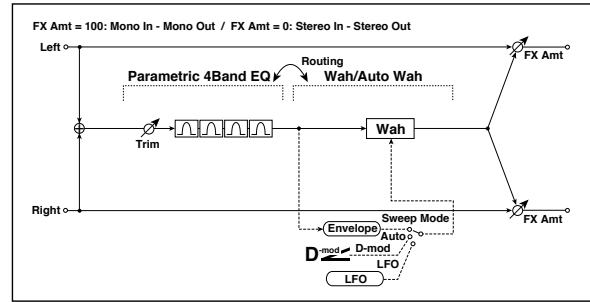 FX Amt = 100: Mono In - Mono Out / FX Amt = 0: Stereo In - Stereo Out
Left
FX Amt
Routing
Parametric 4Band EQ
Wah/Auto Wah
Trim
Wah
Right
FX Amt
Sweep Mode
Envelope
Auto
D-mod
D-mod
LFO
LFO